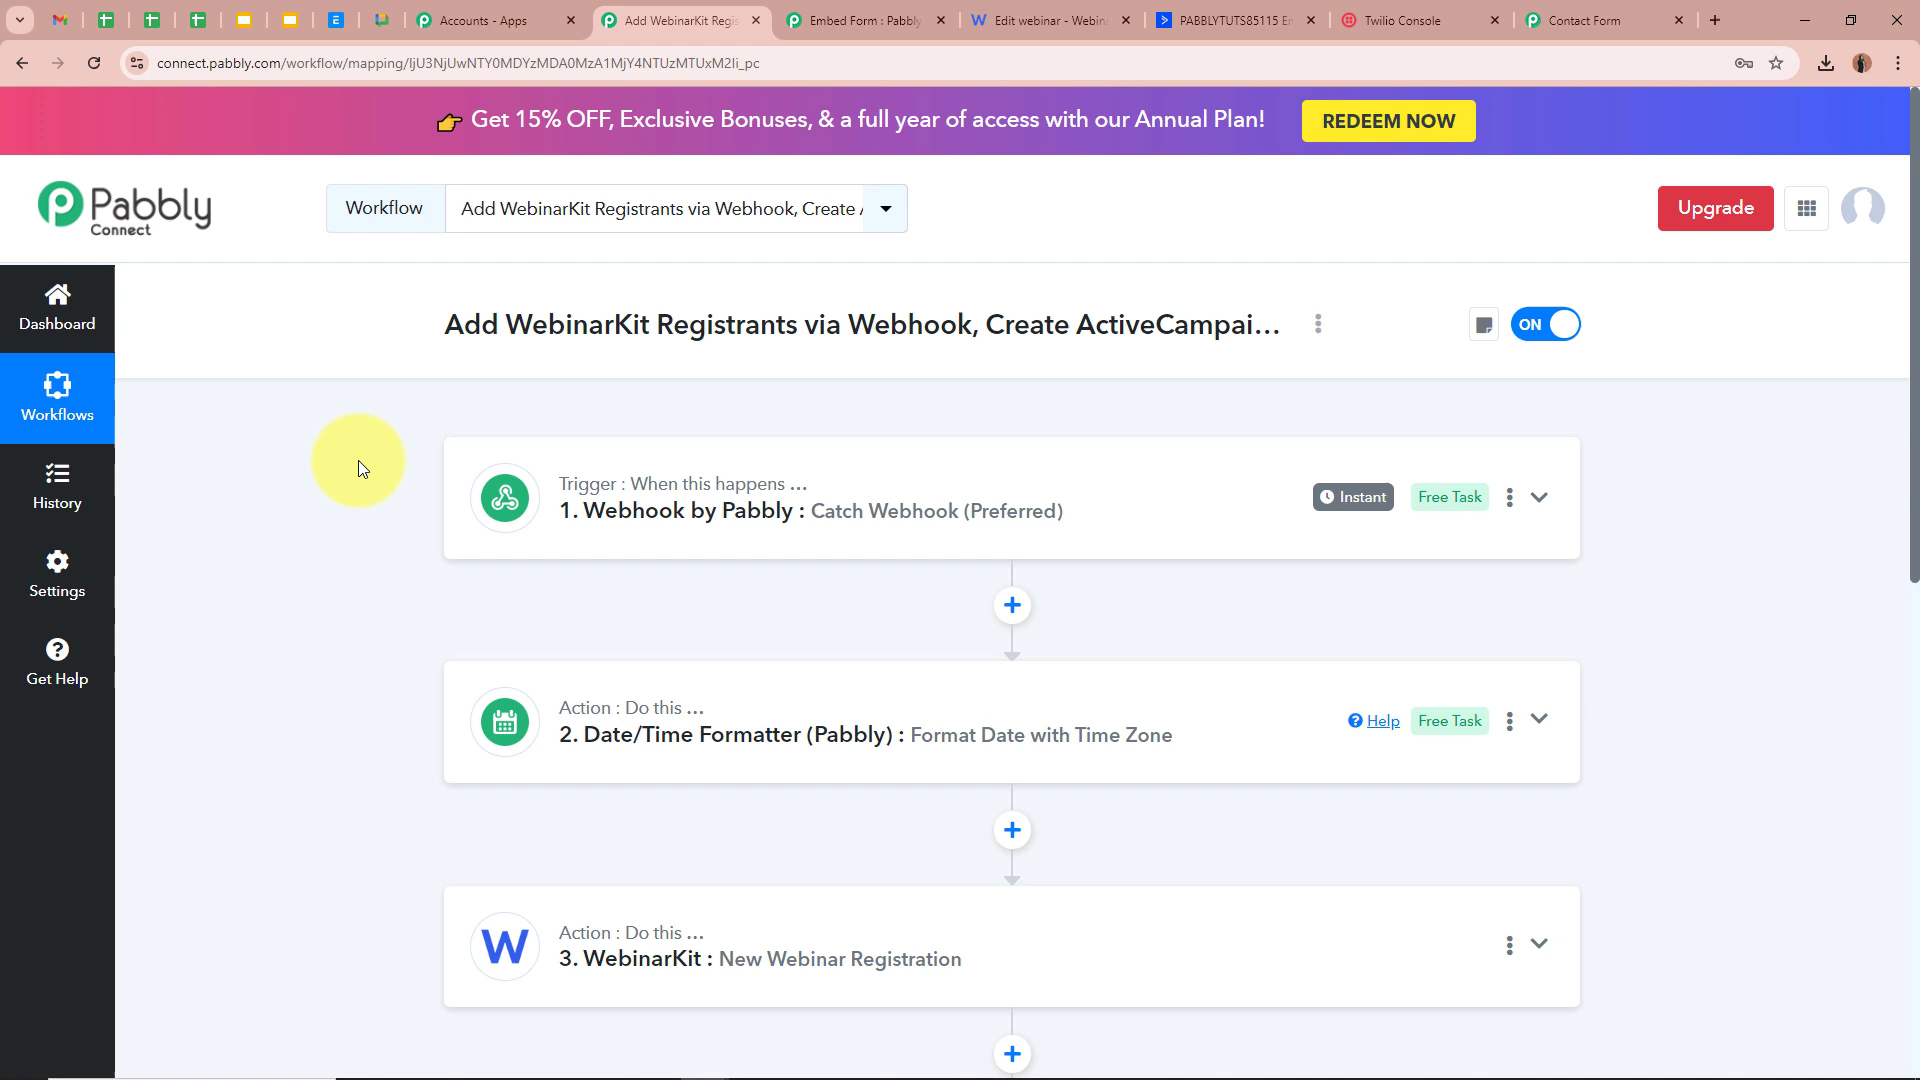 Accounts - Apps
Add WebinarKit Regis
Embed Form : Pabbly
Edit webinar - Webin
PABBLYTUTS85115 Em
Twilio Console
Contact Form
connect.pabbly.com/workflow/mapping/IjU3NjUwNTY0MDYzMDA0MzA1MjY4NTUzMTUxM2Ii_pc
Get 15% OFF, Exclusive Bonuses, & a full year of access with our Annual Plan!
REDEEM NOW
Pabbly
Connect
Workflow
Add WebinarKit Registrants via Webhook, Create A
Upgrade
Dashboard
Workflows
History
Settings
Get Help
Add WebinarKit Registrants via Webhook, Create ActiveCampai...
ON
Trigger : When this happens ...
1. Webhook by Pabbly : Catch Webhook (Preferred)
Instant
Free Task
Action : Do this ...
2. Date/Time Formatter (Pabbly) : Format Date with Time Zone
Help
Free Task
W
Action : Do this ...
3. WebinarKit : New Webinar Registration